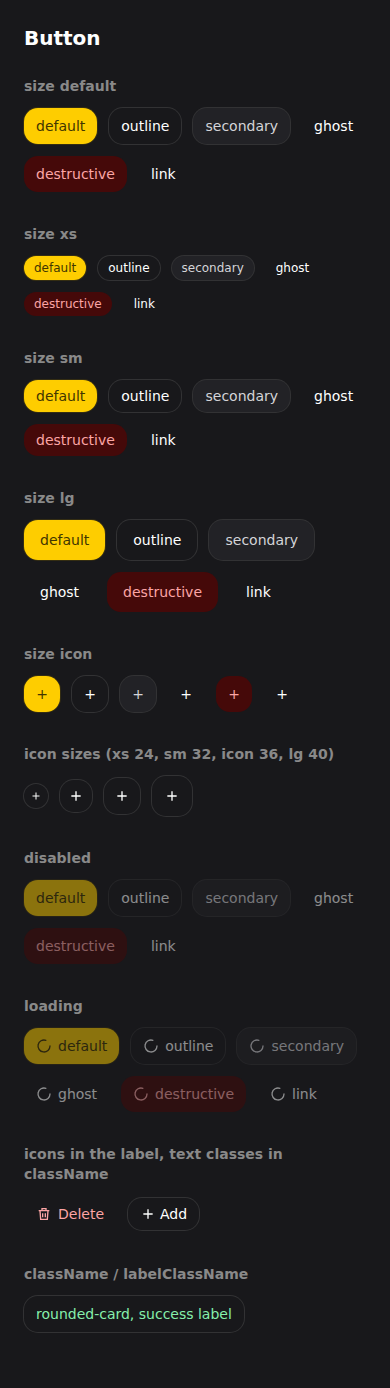 Button
size default
default outline secondary ghost
destructive link
size xs
default outline secondary ghost
destructive link
size sm
default outline secondary ghost
destructive link
size lg
default outline secondary
ghost destructive link
size icon
+ + + + + +
icon sizes (xs 24, sm 32, icon 36, lg 40)
disabled
default outline secondary ghost
destructive link
loading
default outline secondary
ghost destructive link
icons in the label, text classes in
className
Delete Add
className / labelClassName
rounded-card, success label